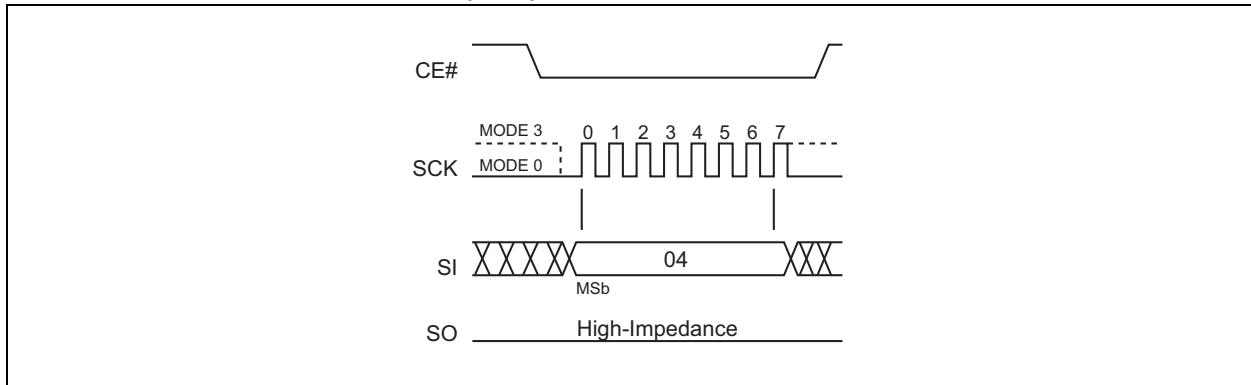 CE#
MODE 3
0 1 2 3 4 5 6 7
SCK
MODE 0
SI
04
MSb
SO
High-Impedance